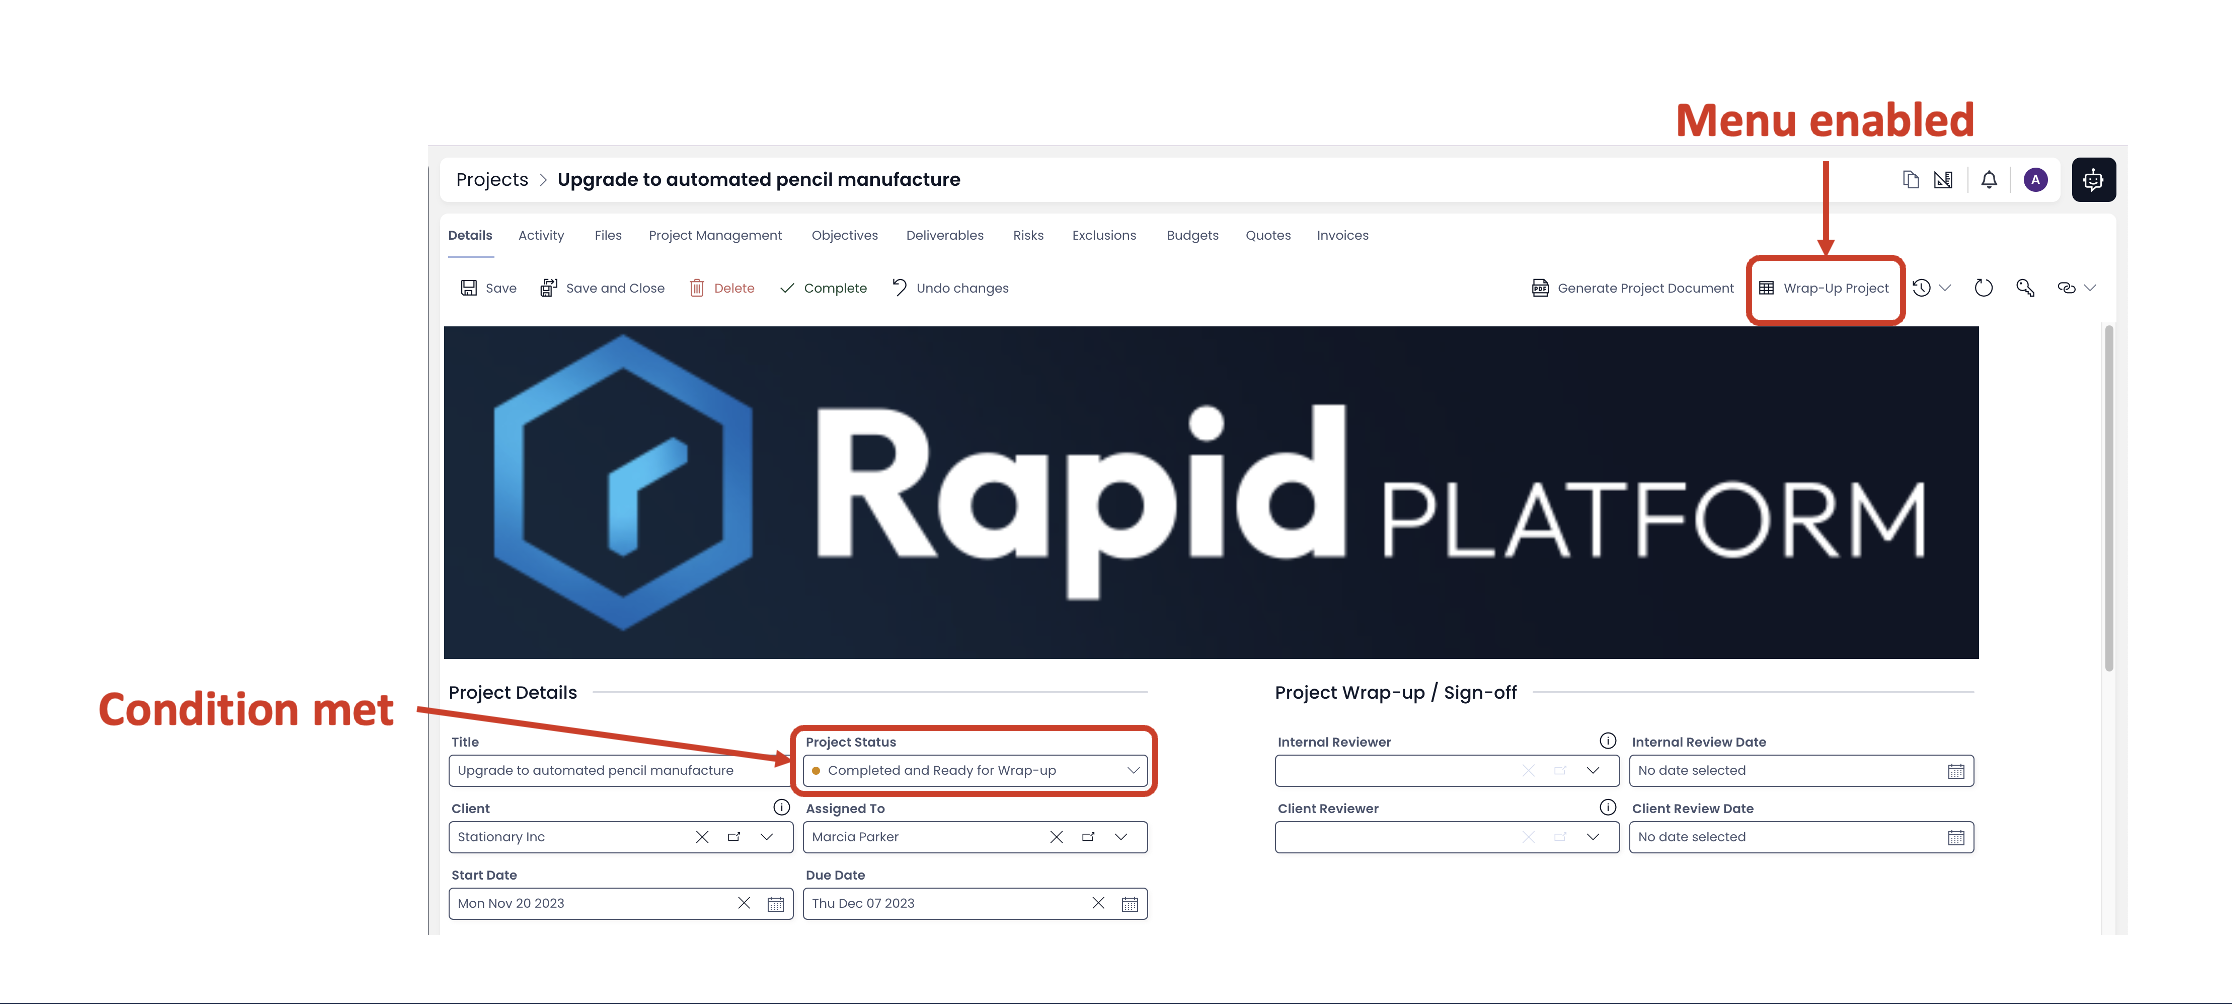 Menu enabled
Projects > Upgrade to automated pencil manufacture
A
Details Activity Files Project Management Objectives Deliverables Risks Exclusions Budgets Quotes Invoices
Save Save and Close Delete Complete Undo changes PDF Generate Project Document Wrap-Up Project
Rapid PLATFORM
Condition met
Project Details Project Wrap-up / Sign-off
Title Project Status Internal Reviewer Internal Review Date
Upgrade to automated pencil manufacture Completed and Ready for Wrap-up No date selected
Client Assigned To Client Reviewer Client Review Date
Stationary Inc Marcia Parker No date selected
Start Date Due Date
Mon Nov 20 2023 Thu Dec 07 2023